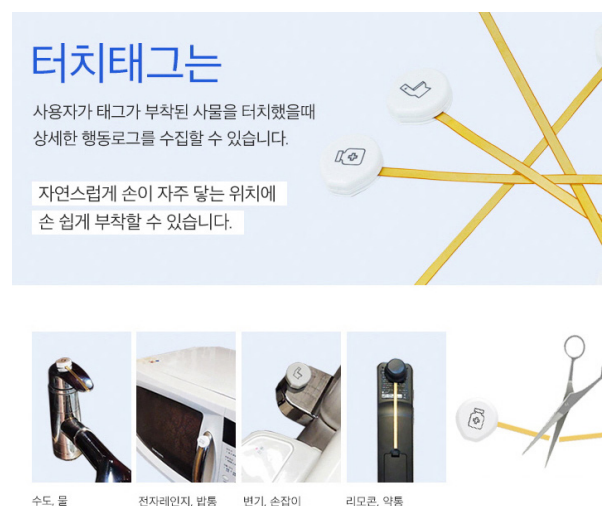 터치태그는
사용자가 태그가 부착된 사물을 터치했을때
상세한 행동로그를 수집할 수 있습니다.
자연스럽게 손이 자주 닿는 위치에
손 쉽게 부착할 수 있습니다.
수도, 물
전자레인지, 밥통
변기, 손잡이
리모콘, 약통